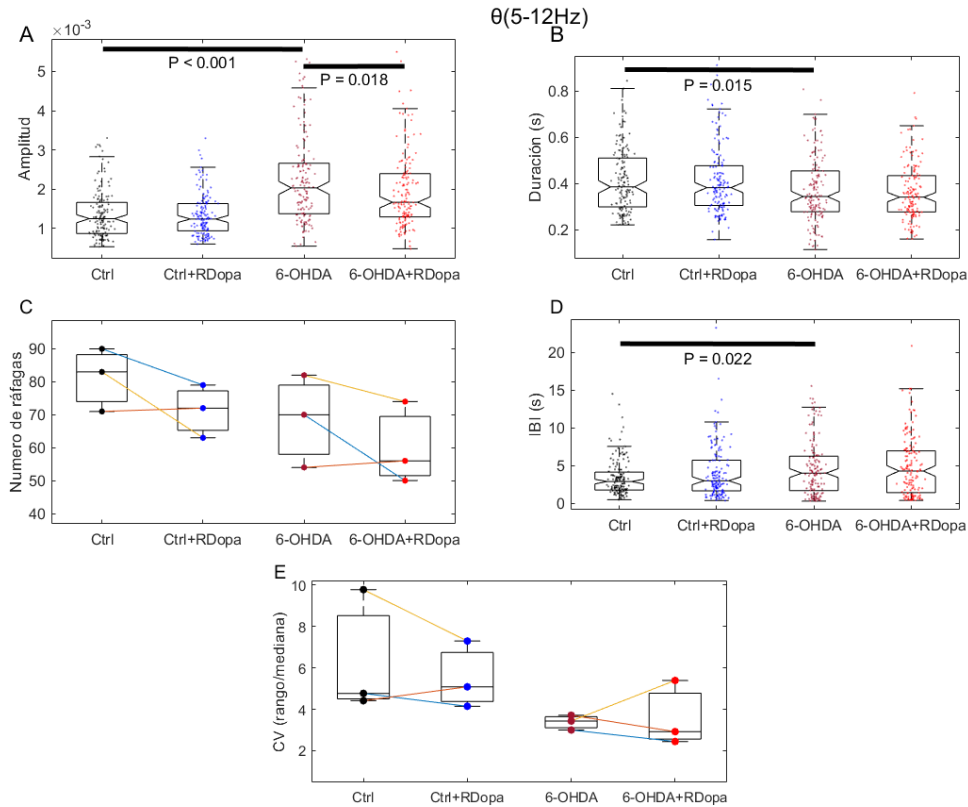 θ(5-12Hz)
A
×10⁻³
5
4
3
2
1
Amplitud
P < 0.001
P = 0.018
Ctrl
Ctrl+RDopa
6-OHDA
6-OHDA+RDopa
B
0.8
0.6
0.4
0.2
Duración (s)
P = 0.015
Ctrl
Ctrl+RDopa
6-OHDA
6-OHDA+RDopa
C
90
80
70
60
50
40
Numero de ráfagas
Ctrl
Ctrl+RDopa
6-OHDA
6-OHDA+RDopa
D
20
15
10
5
0
IBI (s)
P = 0.022
Ctrl
Ctrl+RDopa
6-OHDA
6-OHDA+RDopa
E
10
8
6
4
2
CV (rango/mediana)
Ctrl
Ctrl+RDopa
6-OHDA
6-OHDA+RDopa